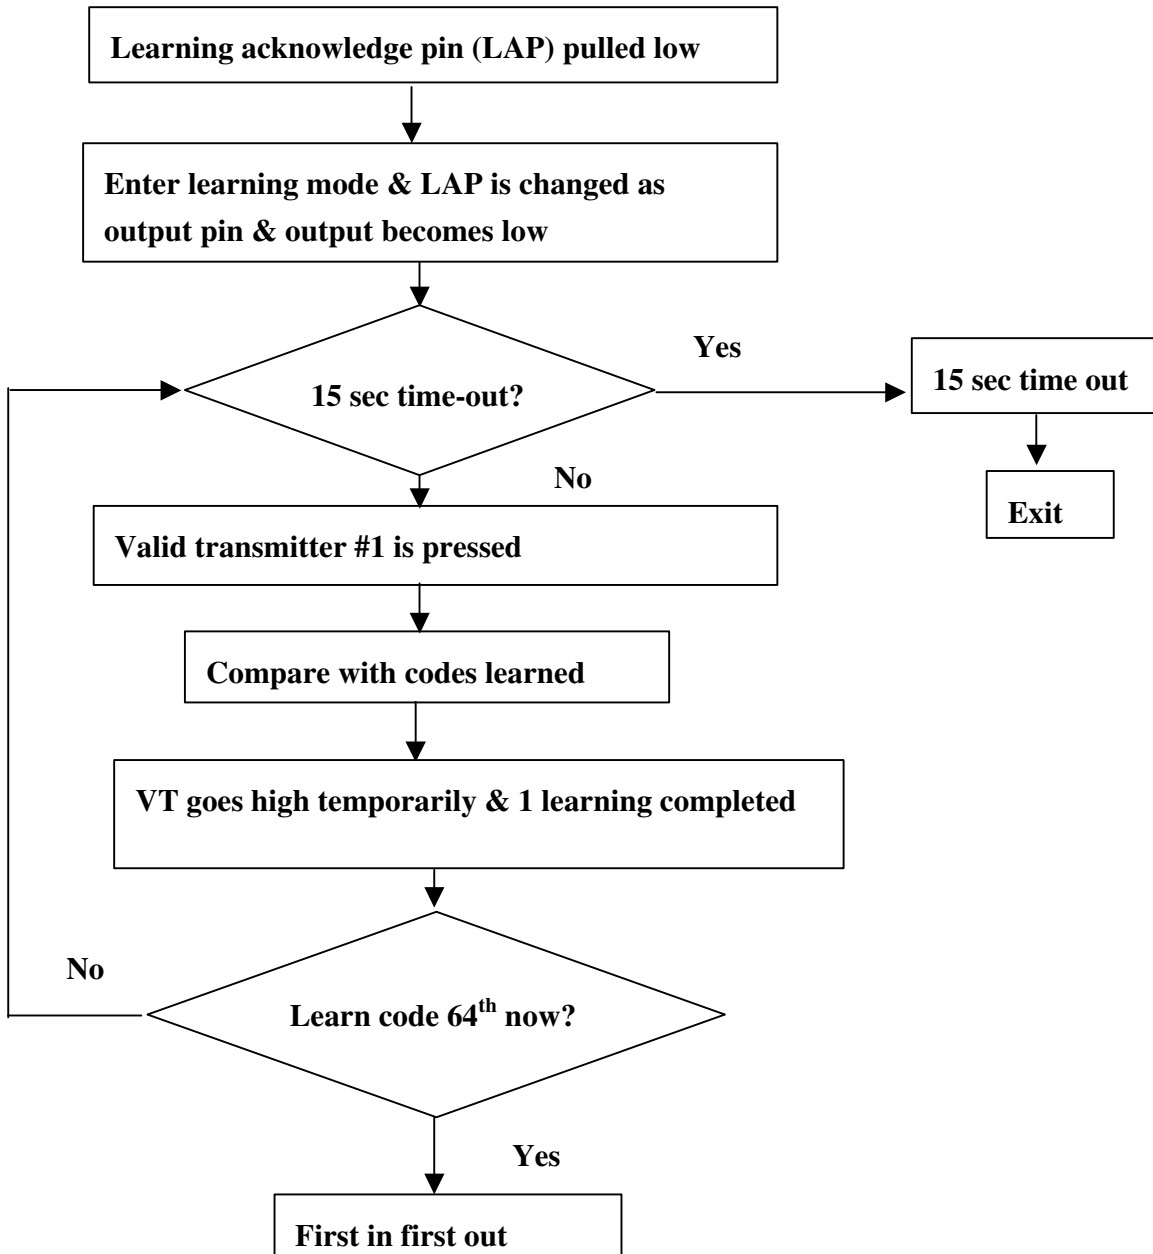 Learning acknowledge pin (LAP) pulled low
Enter learning mode & LAP is changed as
output pin & output becomes low
15 sec time-out?
Yes
15 sec time out
Exit
No
Valid transmitter #1 is pressed
Compare with codes learned
VT goes high temporarily & 1 learning completed
No
Learn code 64th now?
Yes
First in first out